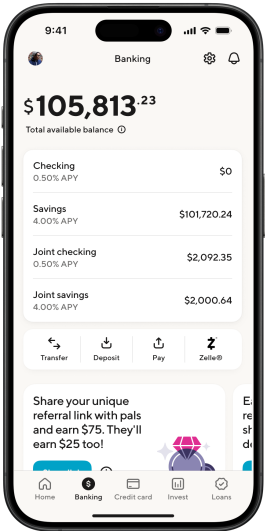 9:41
Banking
$105,813.23
Total available balance
Checking
0.50% APY
$0
Savings
4.00% APY
$101,720.24
Joint checking
0.50% APY
$2,092.35
Joint savings
4.00% APY
$2,000.64
Transfer
Deposit
Pay
Zelle®
Share your unique
referral link with pals
and earn $75. They'll
earn $25 too!
Home
Banking
Credit card
Invest
Loans